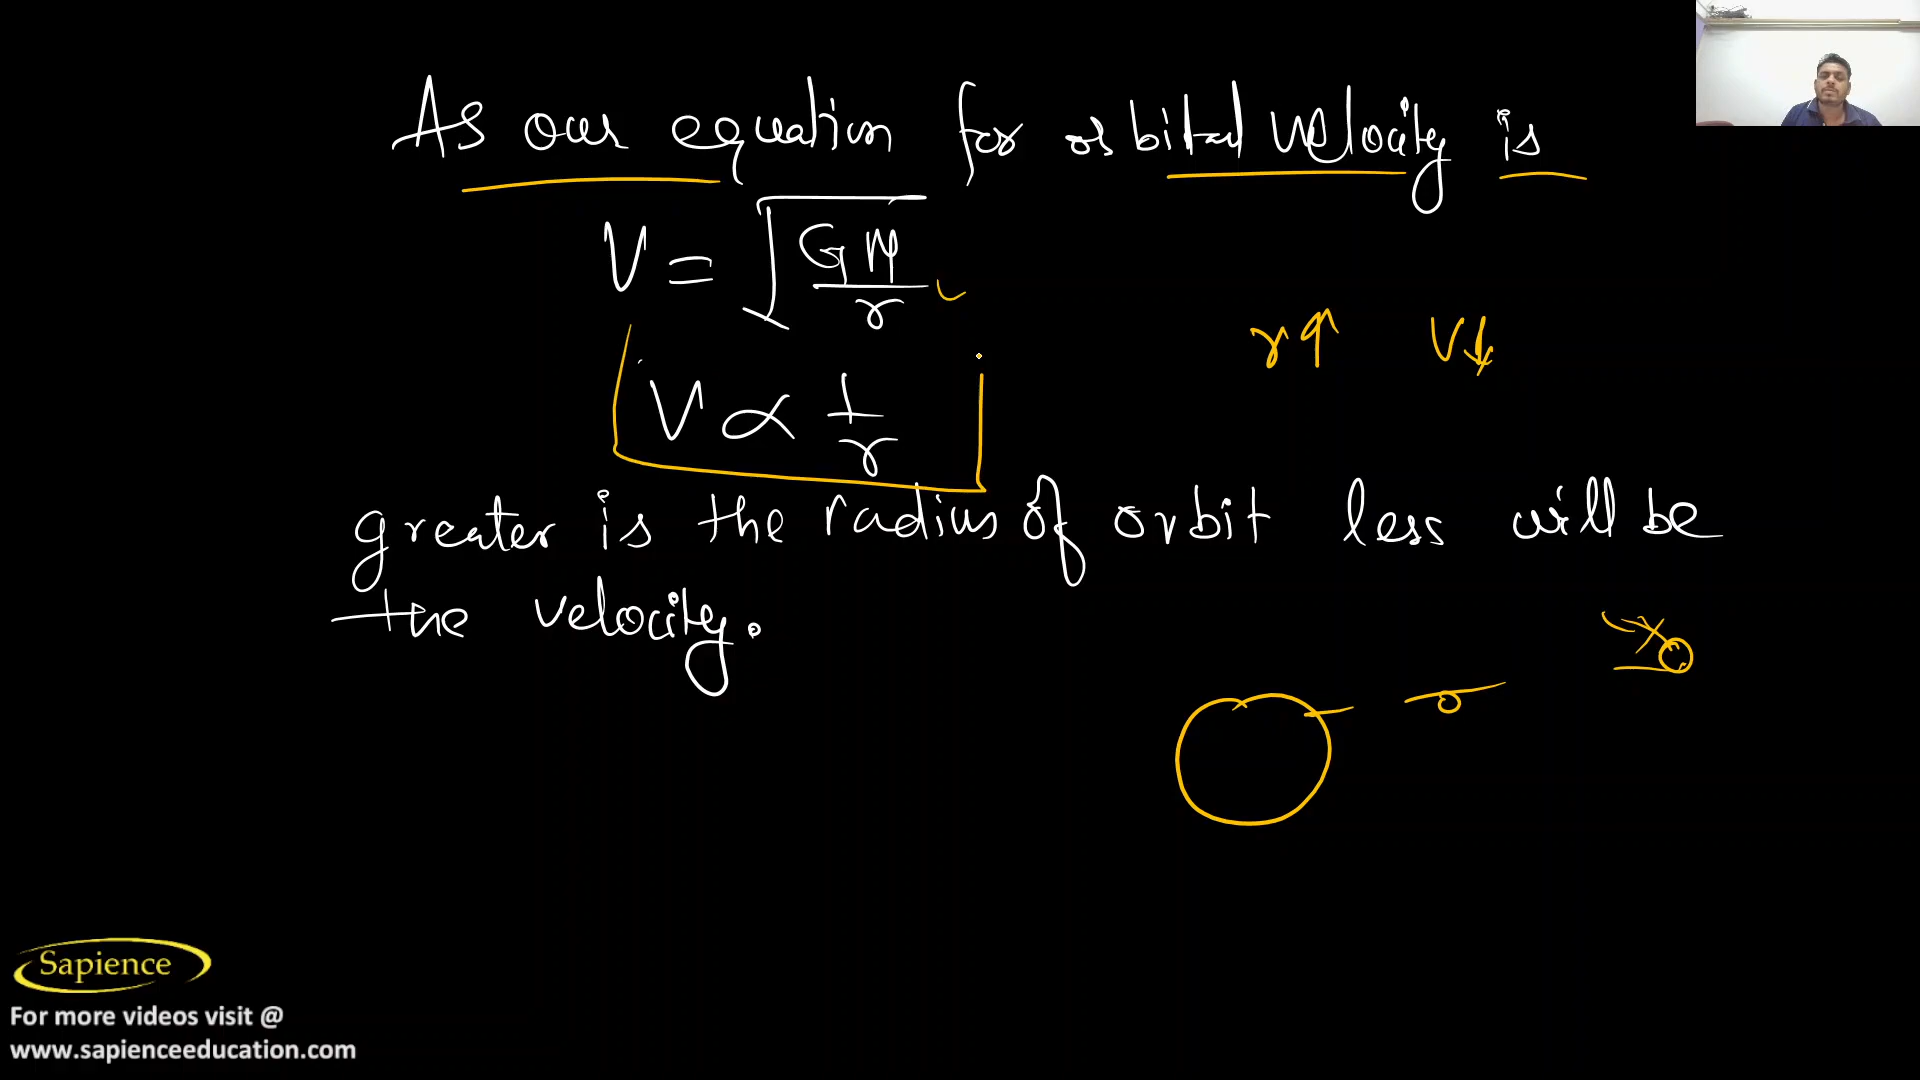 As our equation for orbital velocity is
V = √GM/r
r↑ V↓
V ∝ 1/r
greater is the radius of orbit less will be
the velocity.
Sapience
For more videos visit @
www.sapienceeducation.com